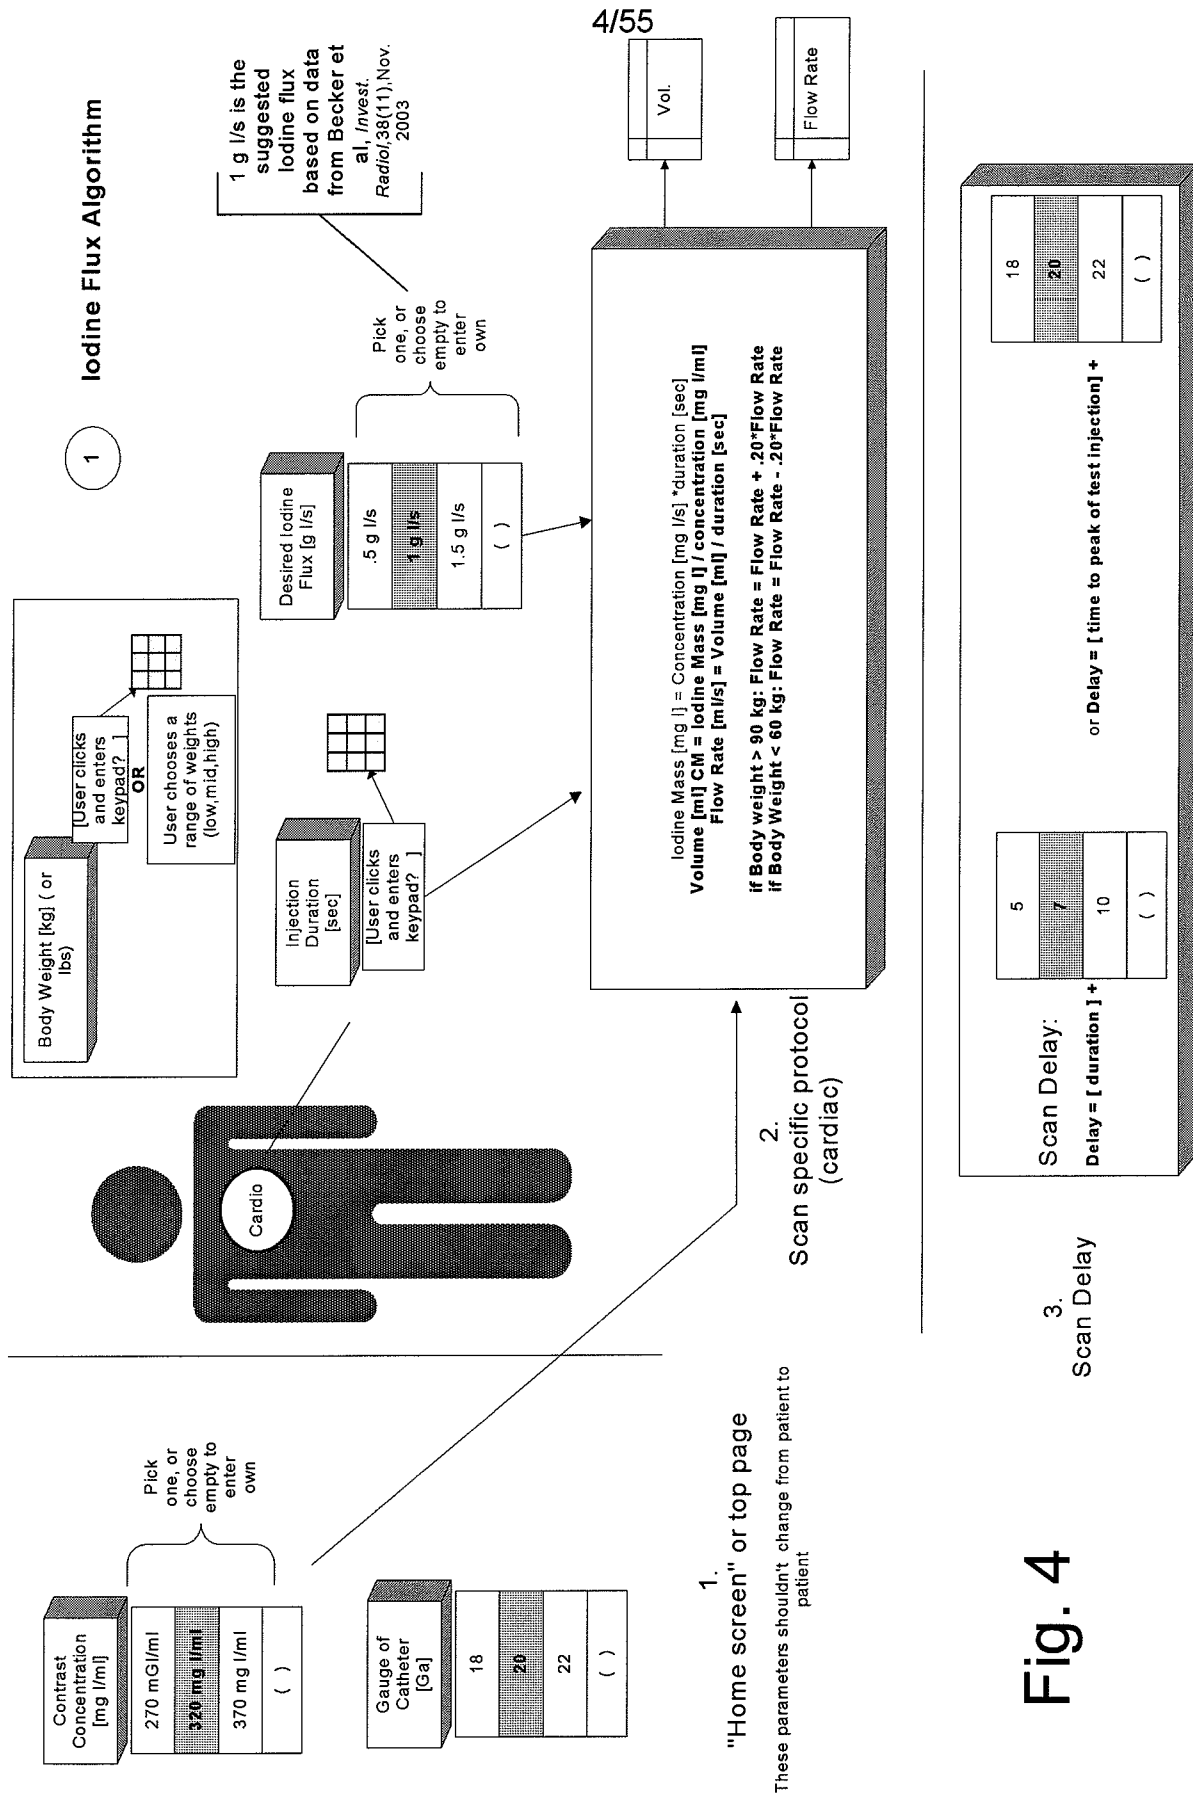 4/55
1
Iodine Flux Algorithm
Contrast
Concentration
[mg I/ml]
270 mGI/ml
320 mg I/ml
370 mg I/ml
( )
Pick
one, or
choose
empty to
enter
own
Gauge of
Catheter
[Ga]
18
20
22
( )
1.
"Home screen" or top page
These parameters shouldn't change from patient to
patient
Cardio
Body Weight [kg] ( or
lbs)
[User clicks
and enters
keypad? ]
OR
User chooses a
range of weights
(low,mid,high)
Injection
Duration
[sec]
[User clicks
and enters
keypad? ]
Desired Iodine
Flux [g I/s]
.5 g I/s
1 g I/s
1.5 g I/s
( )
Pick
one, or
choose
empty to
enter
own
1 g I/s is the
suggested
Iodine flux
based on data
from Becker et
al, Invest.
Radiol,38(11),Nov.
2003
2.
Scan specific protocol
(cardiac)
Iodine Mass [mg I] = Concentration [mg I/s] *duration [sec]
Volume [ml] CM = Iodine Mass [mg I] / concentration [mg I/ml]
Flow Rate [ml/s] = Volume [ml] / duration [sec]
if Body weight > 90 kg: Flow Rate = Flow Rate + .20*Flow Rate
if Body Weight < 60 kg: Flow Rate = Flow Rate - .20*Flow Rate
Vol.
Flow Rate
3.
Scan Delay
Scan Delay:
Delay = [ duration ] +
5
7
10
( )
or Delay = [ time to peak of test injection] +
18
20
22
( )
Fig. 4